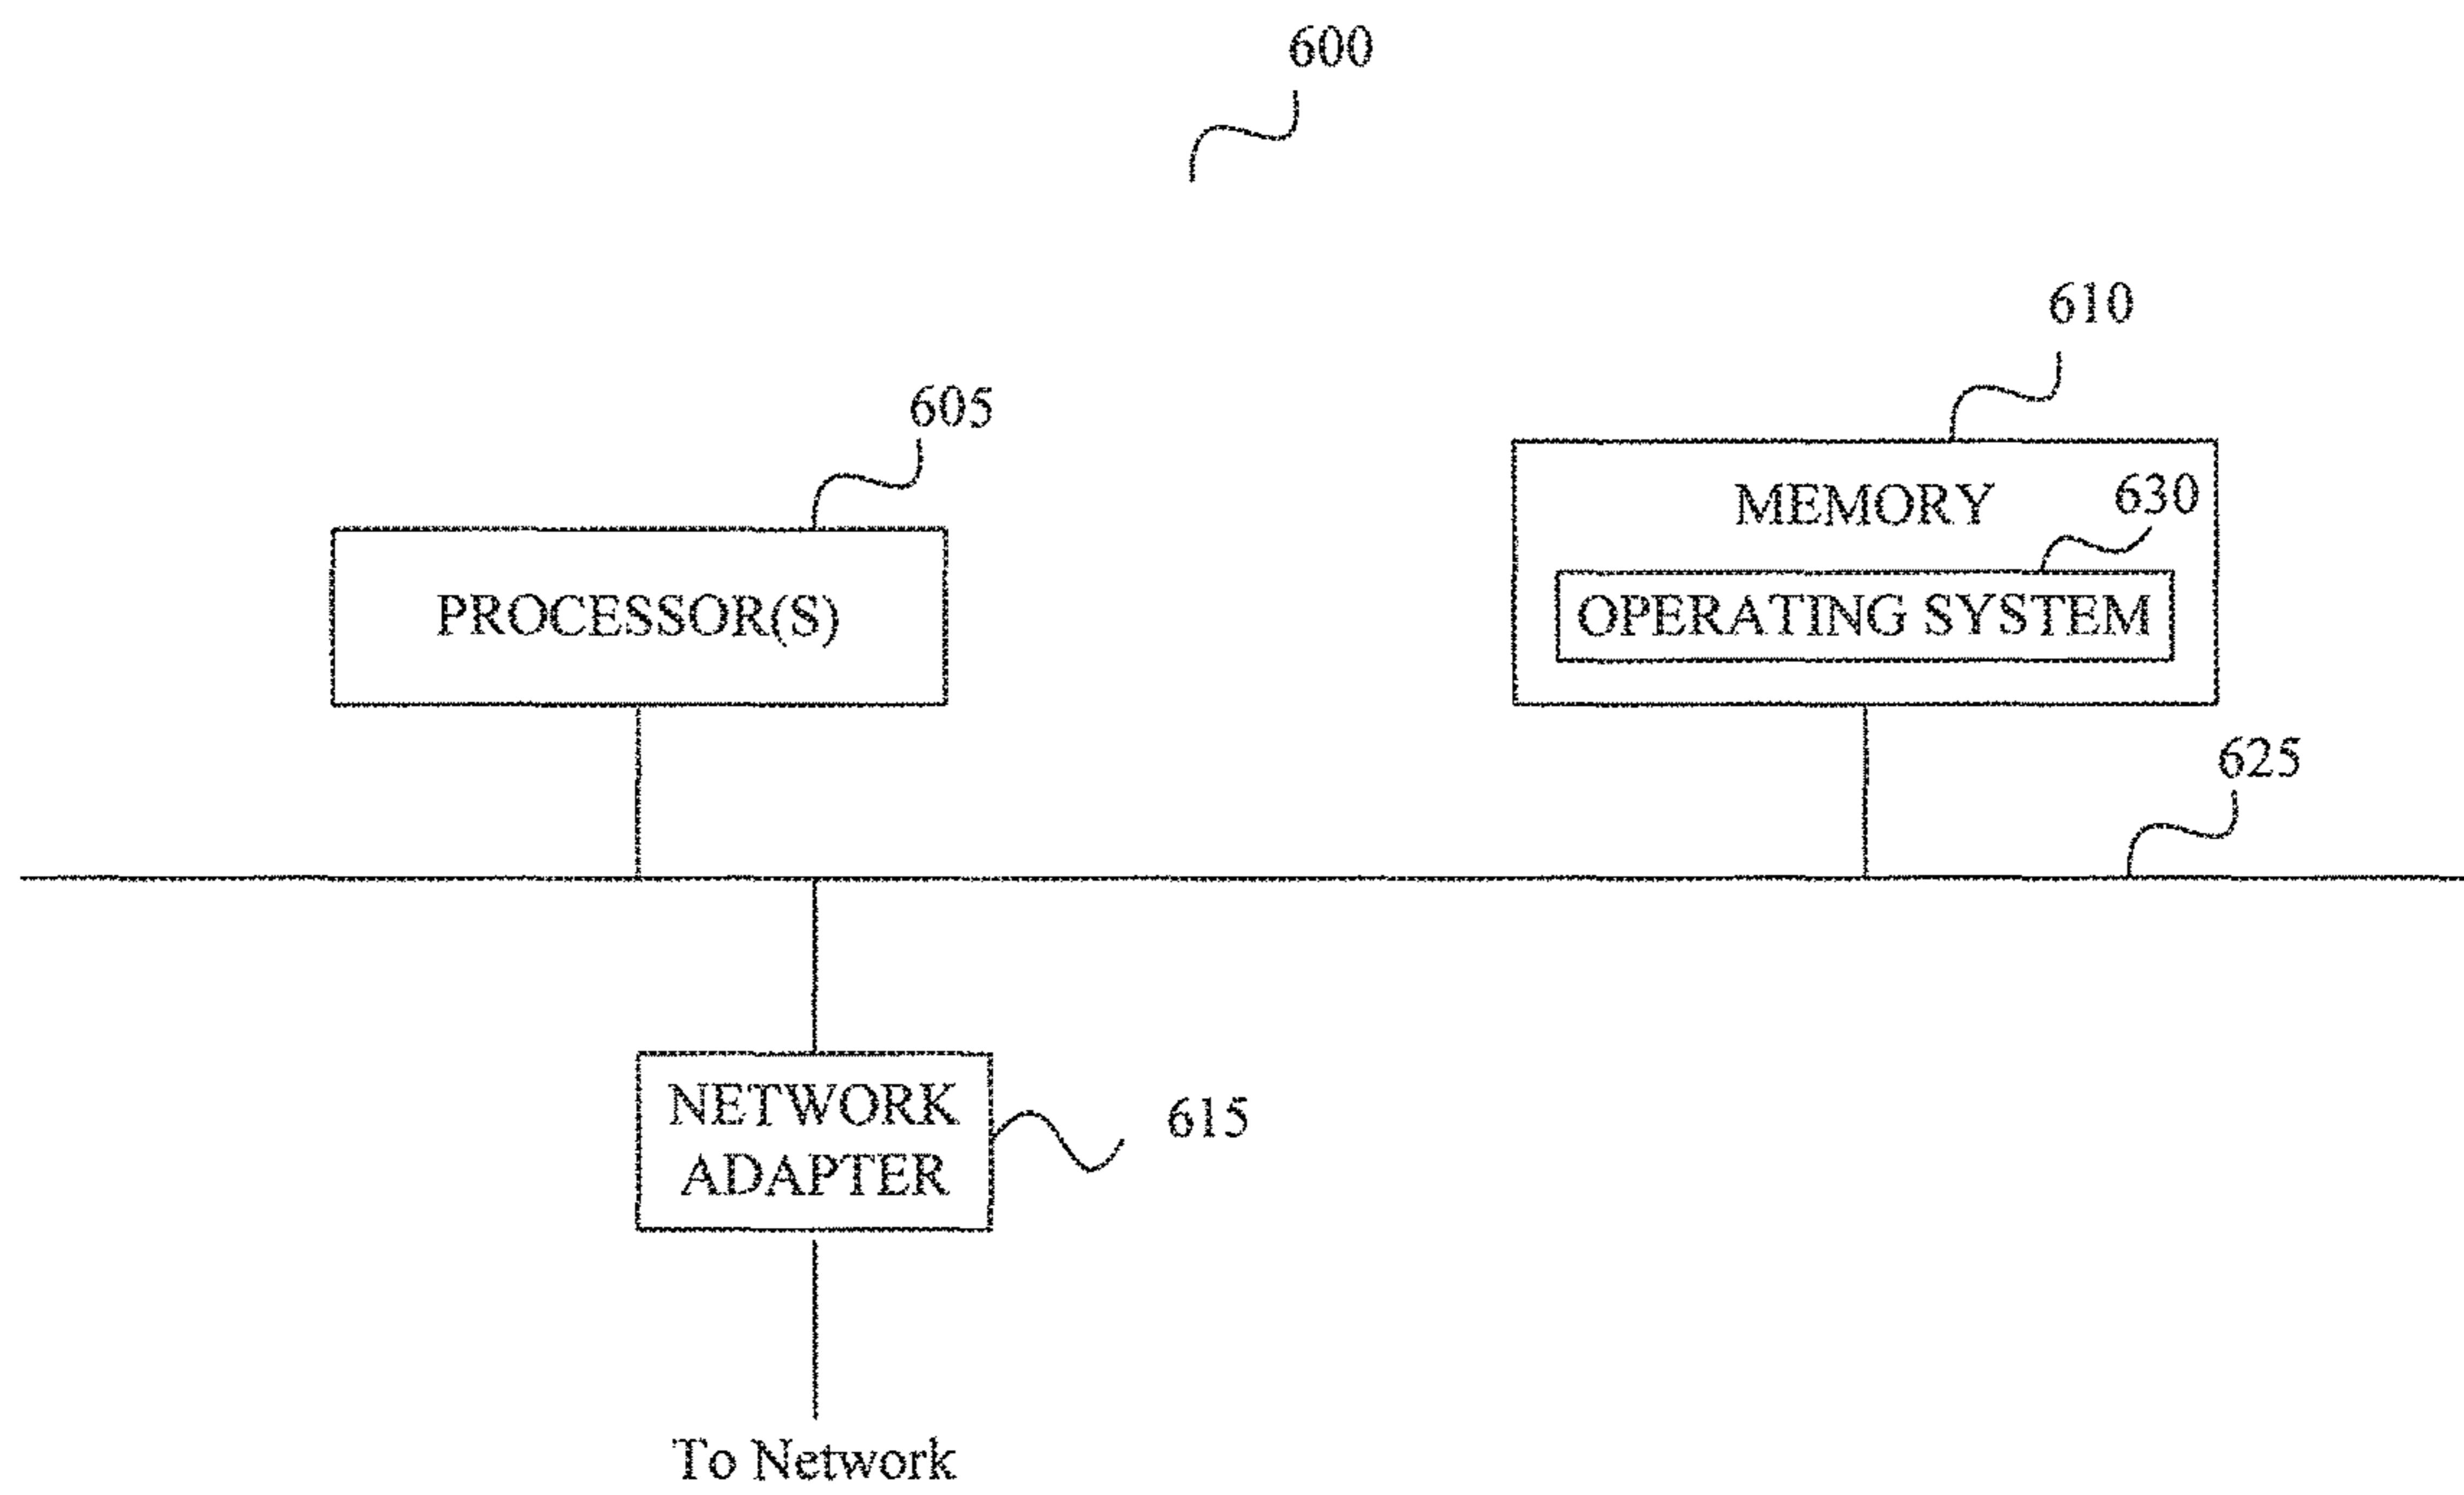 600
610
605
MEMORY
630
PROCESSOR(S)
OPERATING SYSTEM
625
NETWORK
ADAPTER
615
To Network